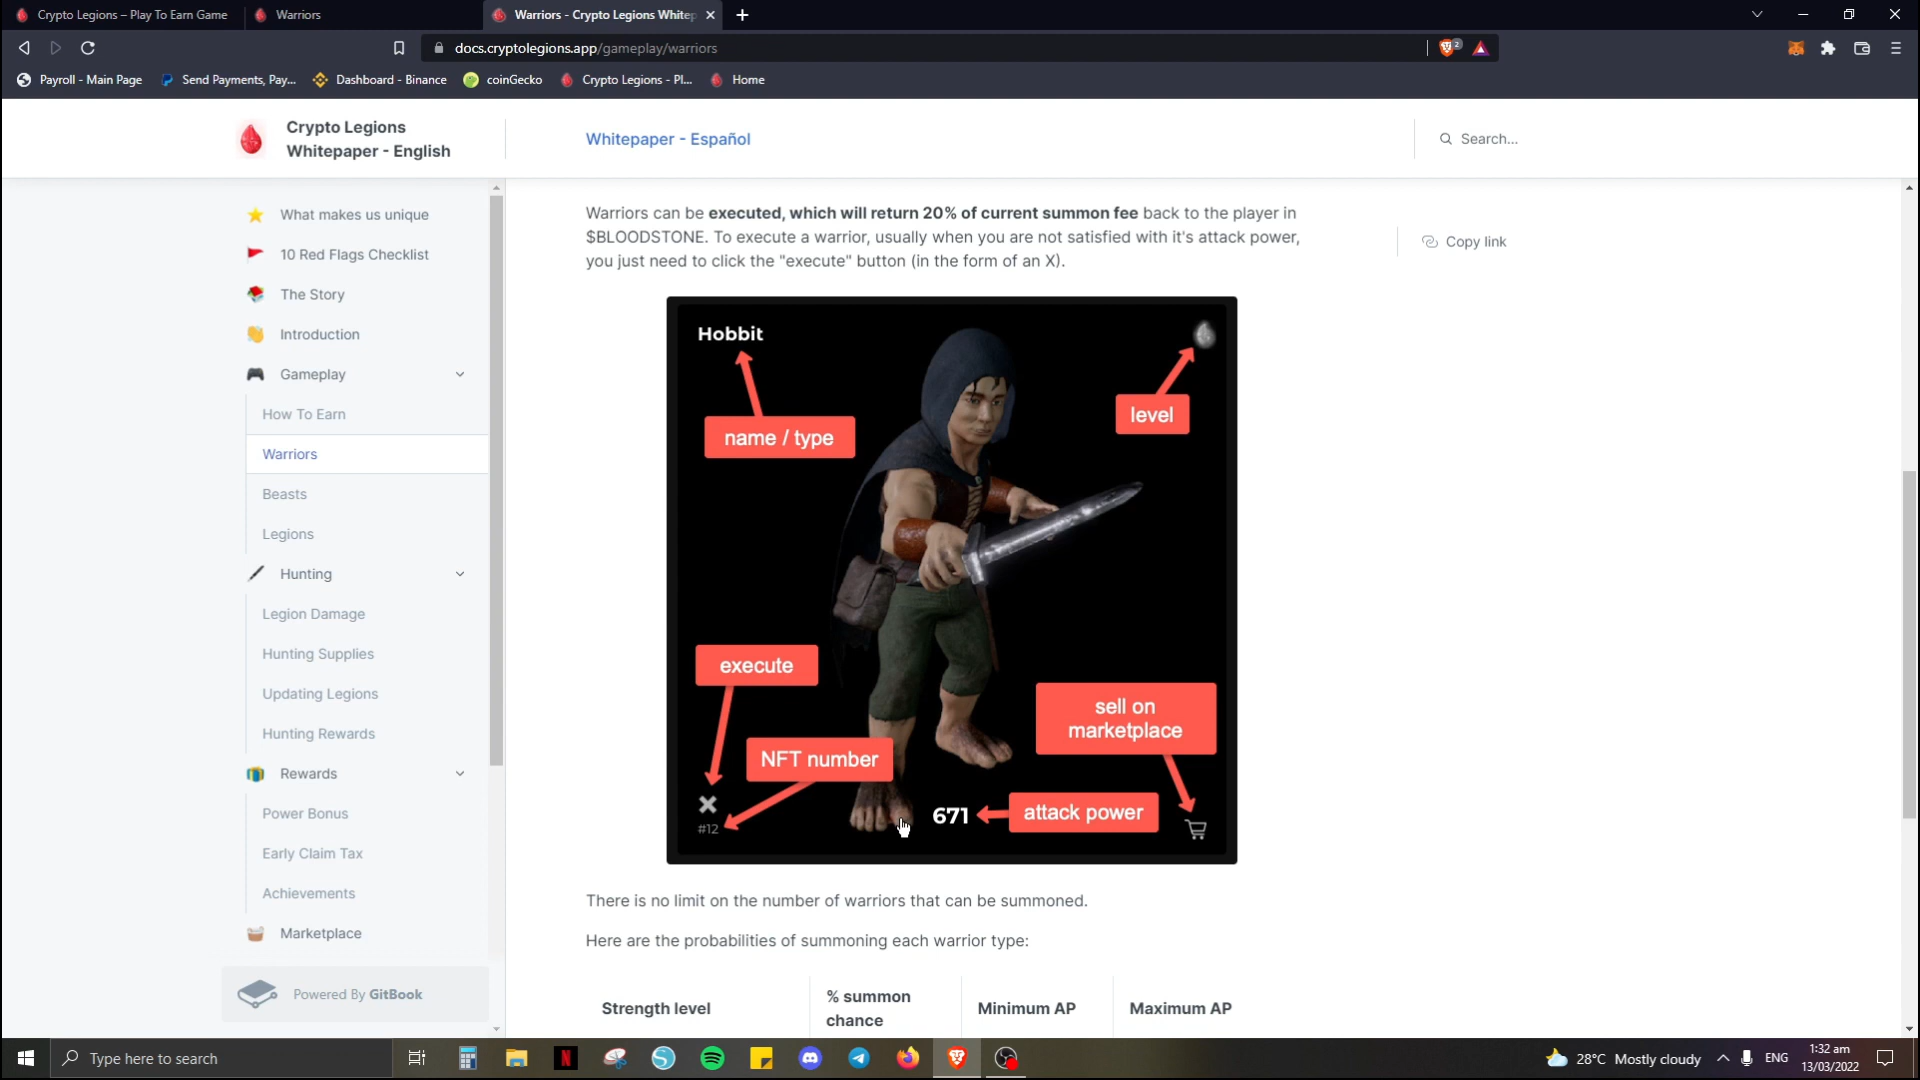 Crypto Legions – Play To Earn Game
Warriors
Warriors - Crypto Legions Whitep
docs.cryptolegions.app/gameplay/warriors
2
Payroll - Main Page
Send Payments, Pay...
Dashboard - Binance
coinGecko
Crypto Legions - Pl...
Home
Crypto Legions
Whitepaper - English
Whitepaper - Español
Search...
What makes us unique
10 Red Flags Checklist
The Story
Introduction
Gameplay
How To Earn
Warriors
Beasts
Legions
Hunting
Legion Damage
Hunting Supplies
Updating Legions
Hunting Rewards
Rewards
Power Bonus
Early Claim Tax
Achievements
Marketplace
Powered By GitBook
Warriors can be executed, which will return 20% of current summon fee back to the player in
$BLOODSTONE. To execute a warrior, usually when you are not satisfied with it's attack power,
you just need to click the "execute" button (in the form of an X).
Copy link
Hobbit
name / type
level
execute
sell on
marketplace
NFT number
671
attack power
#12
There is no limit on the number of warriors that can be summoned.
Here are the probabilities of summoning each warrior type:
Strength level
% summon
chance
Minimum AP
Maximum AP
Type here to search
28°C Mostly cloudy
ENG
1:32 am
13/03/2022